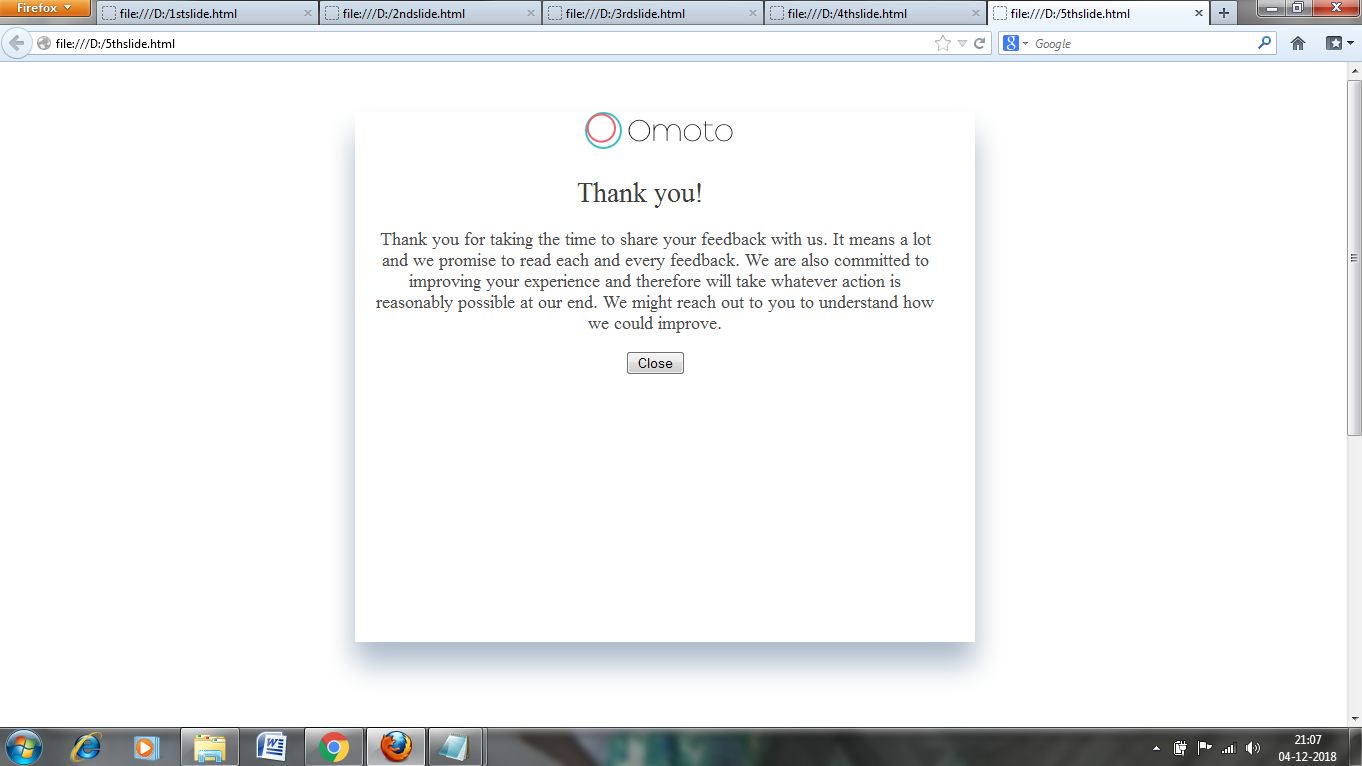 Firefox
file:///D:/1stslide.html
file:///D:/2ndslide.html
file:///D:/3rdslide.html
file:///D:/4thslide.html
file:///D:/5thslide.html
file:///D:/5thslide.html
Google
Omoto
Thank you!
Thank you for taking the time to share your feedback with us. It means a lot
and we promise to read each and every feedback. We are also committed to
improving your experience and therefore will take whatever action is
reasonably possible at our end. We might reach out to you to understand how
we could improve.
Close
21:07
04-12-2018